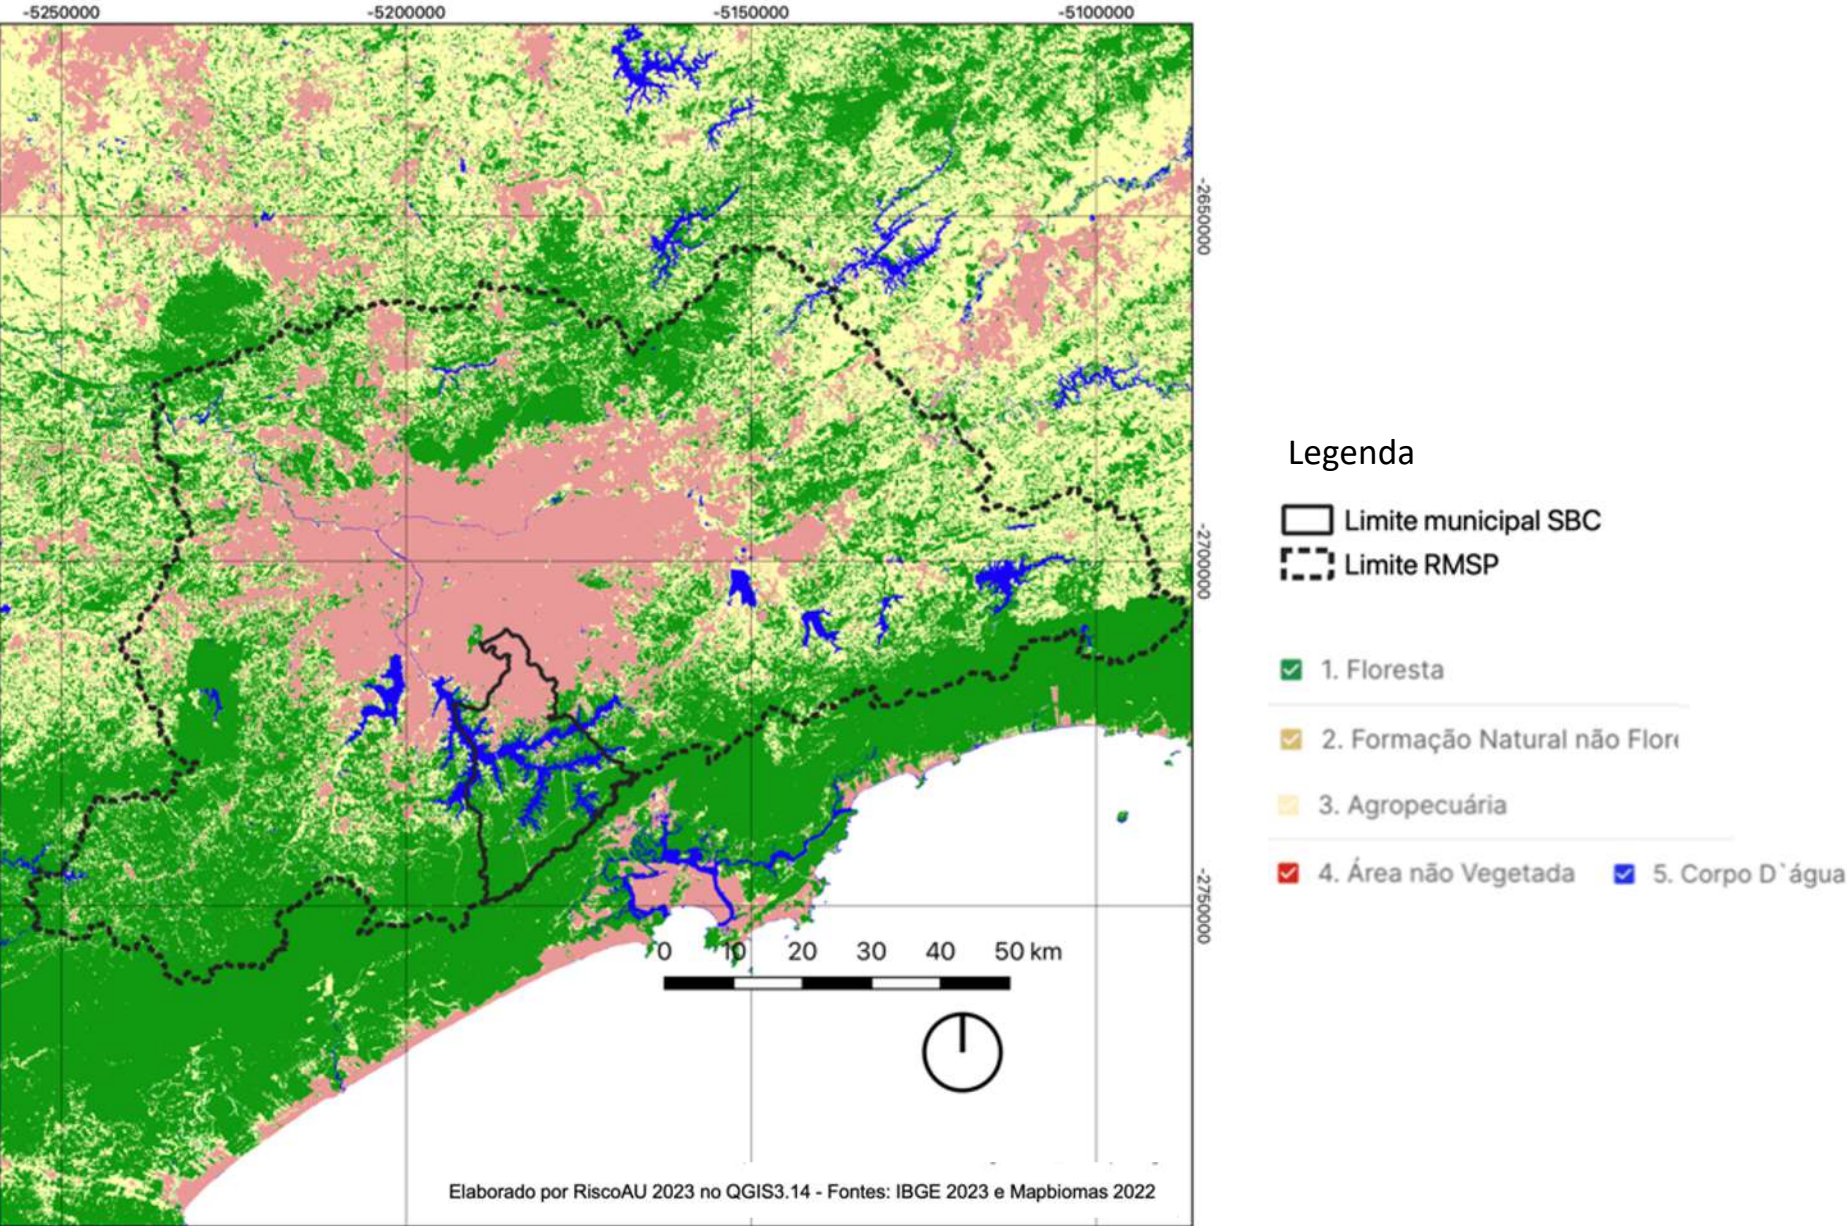 -5250000 -5200000 -5150000 -5100000
-2650000
-2700000
-2750000
Legenda
Limite municipal SBC
Limite RMSP
1. Floresta
2. Formação Natural não Flor
3. Agropecuária
4. Área não Vegetada 5. Corpo D`água
0 10 20 30 40 50 km
Elaborado por RiscoAU 2023 no QGIS3.14 - Fontes: IBGE 2023 e Mapbiomas 2022